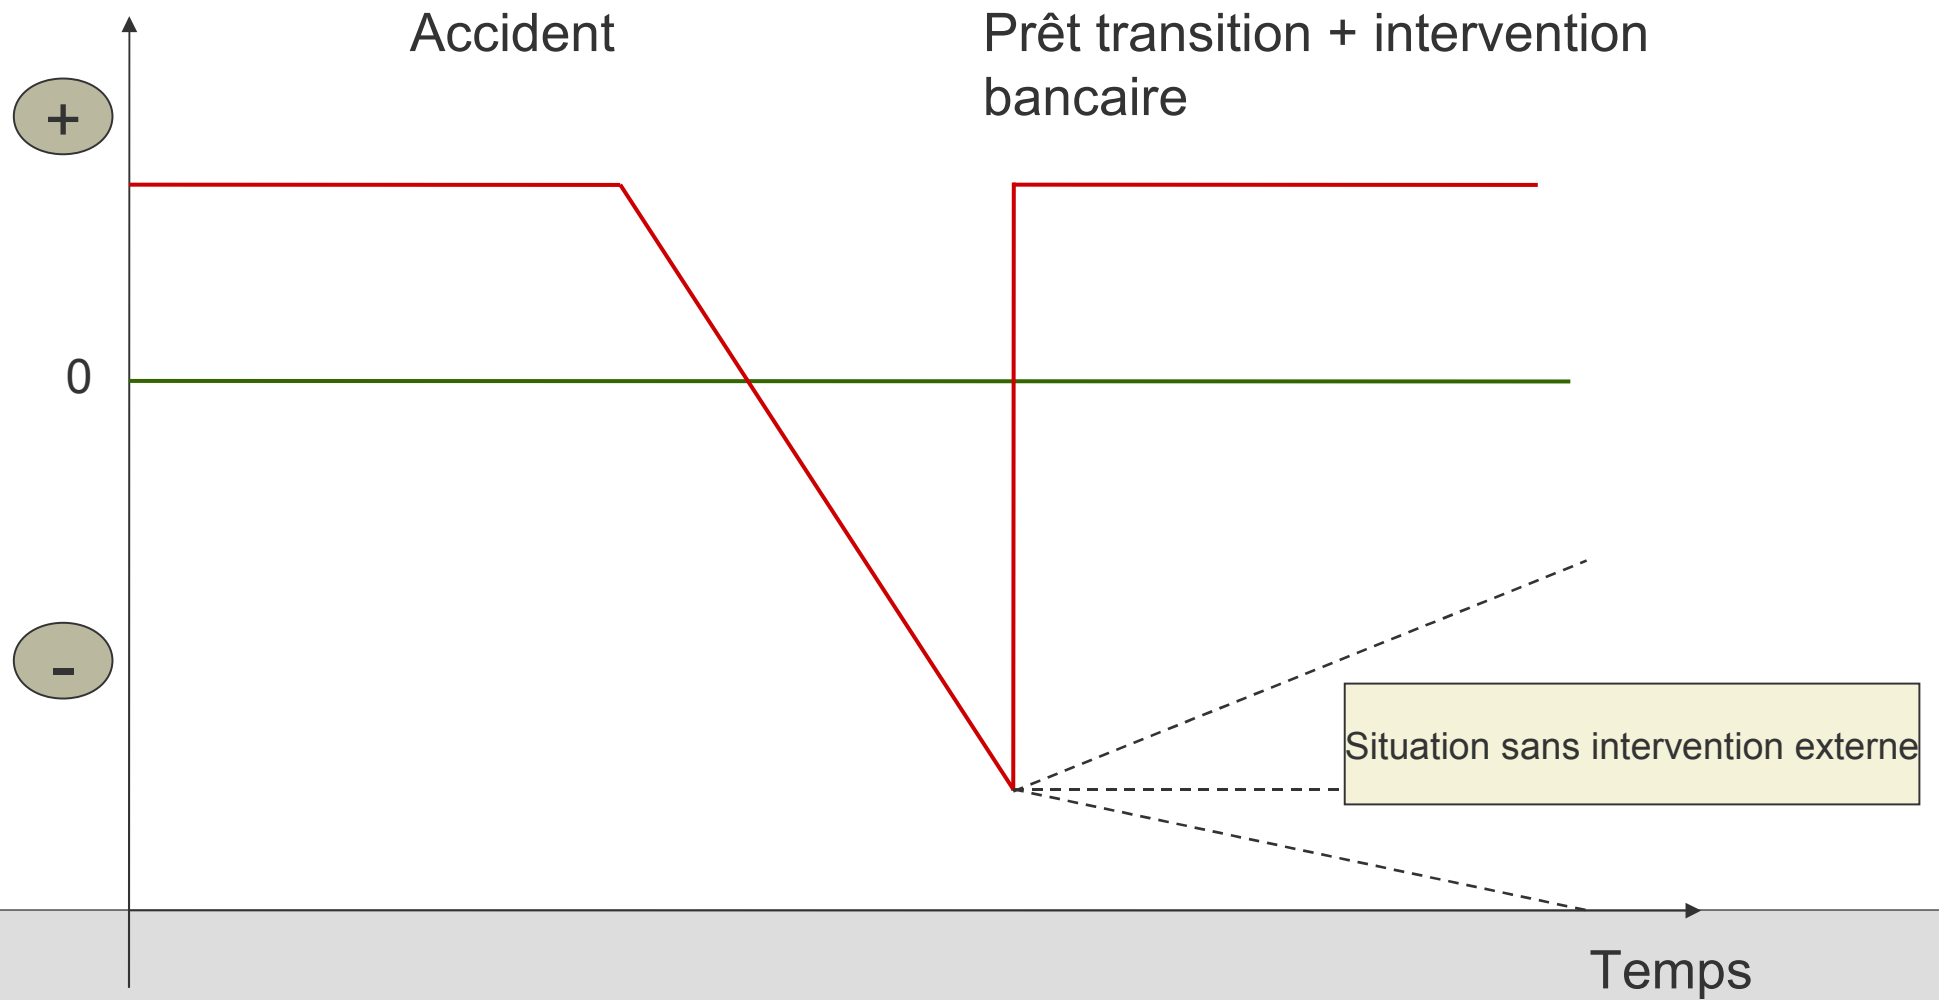 Accident
Prêt transition + intervention
bancaire
+
0
-
Situation sans intervention externe
Temps